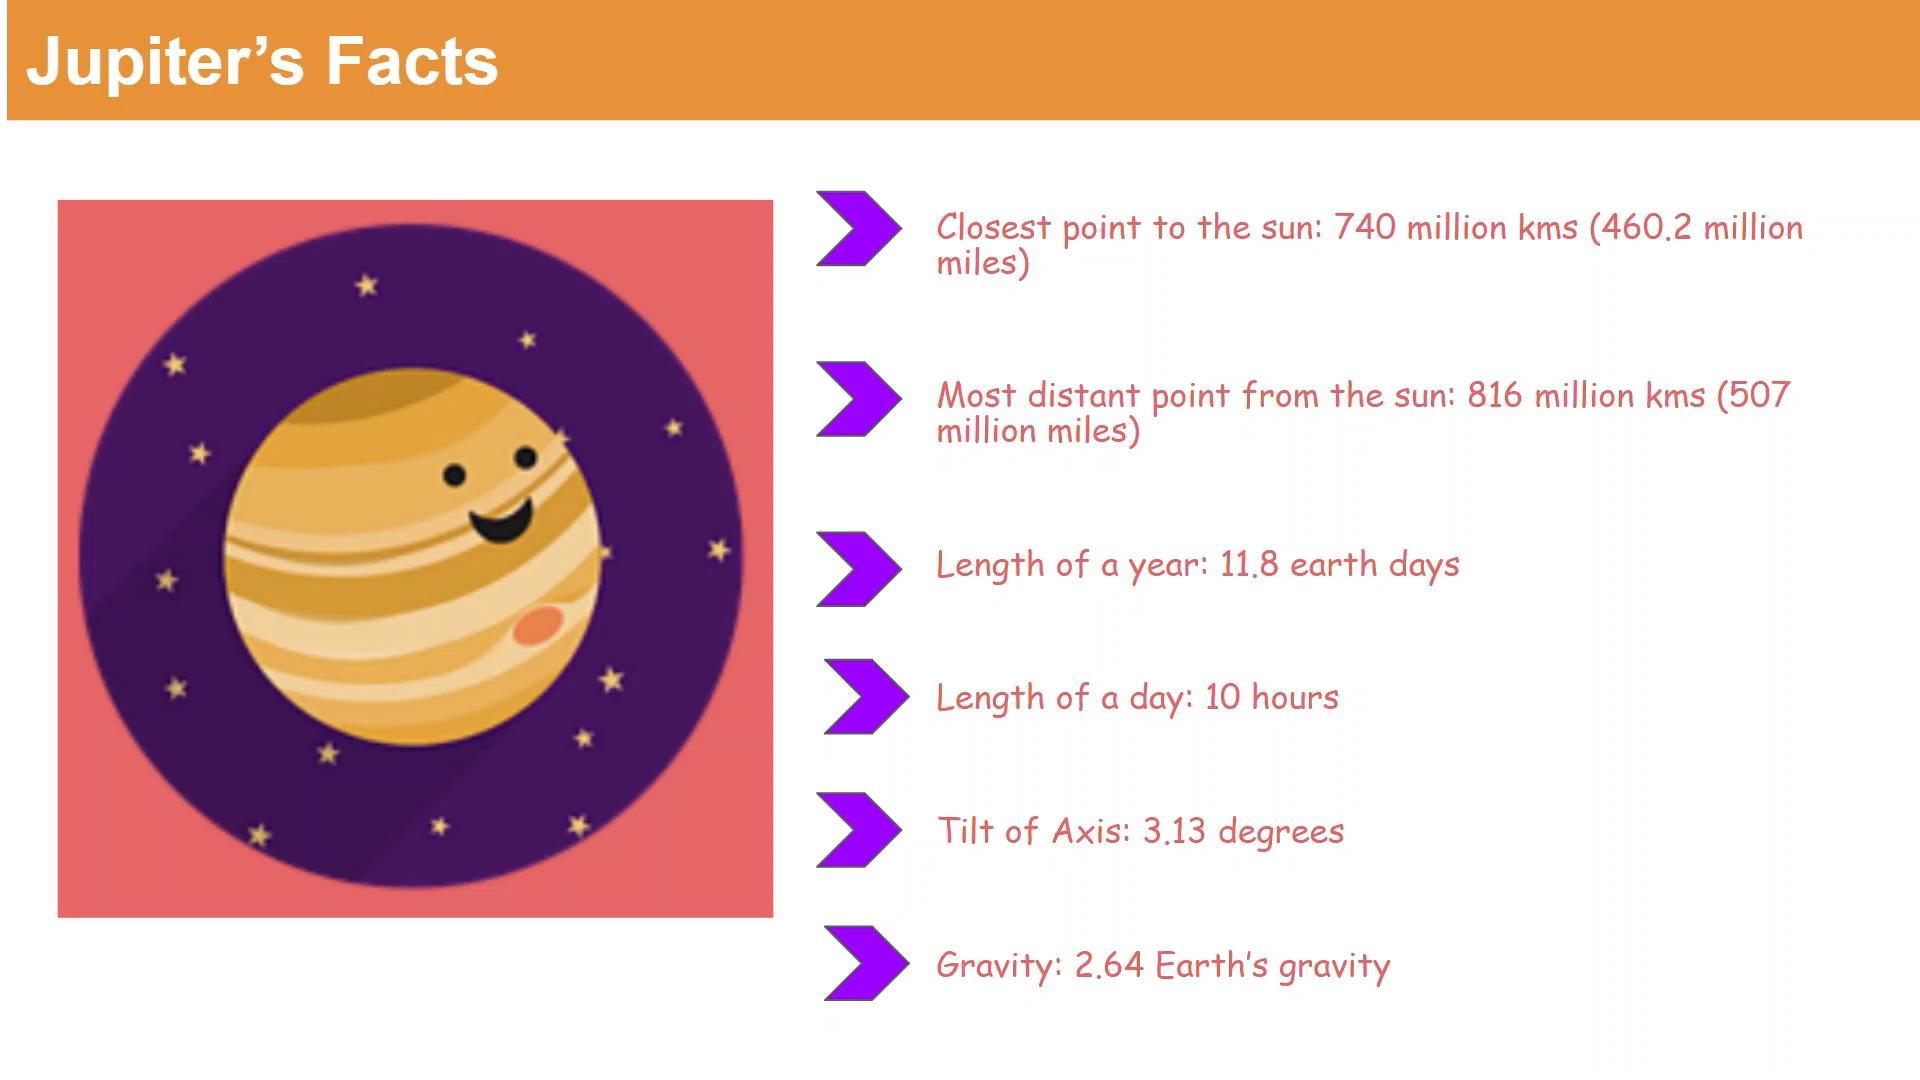 Jupiter’s Facts
Closest point to the sun: 740 million kms (460.2 million
miles)
Most distant point from the sun: 816 million kms (507
million miles)
Length of a year: 11.8 earth days
Length of a day: 10 hours
Tilt of Axis: 3.13 degrees
Gravity: 2.64 Earth’s gravity